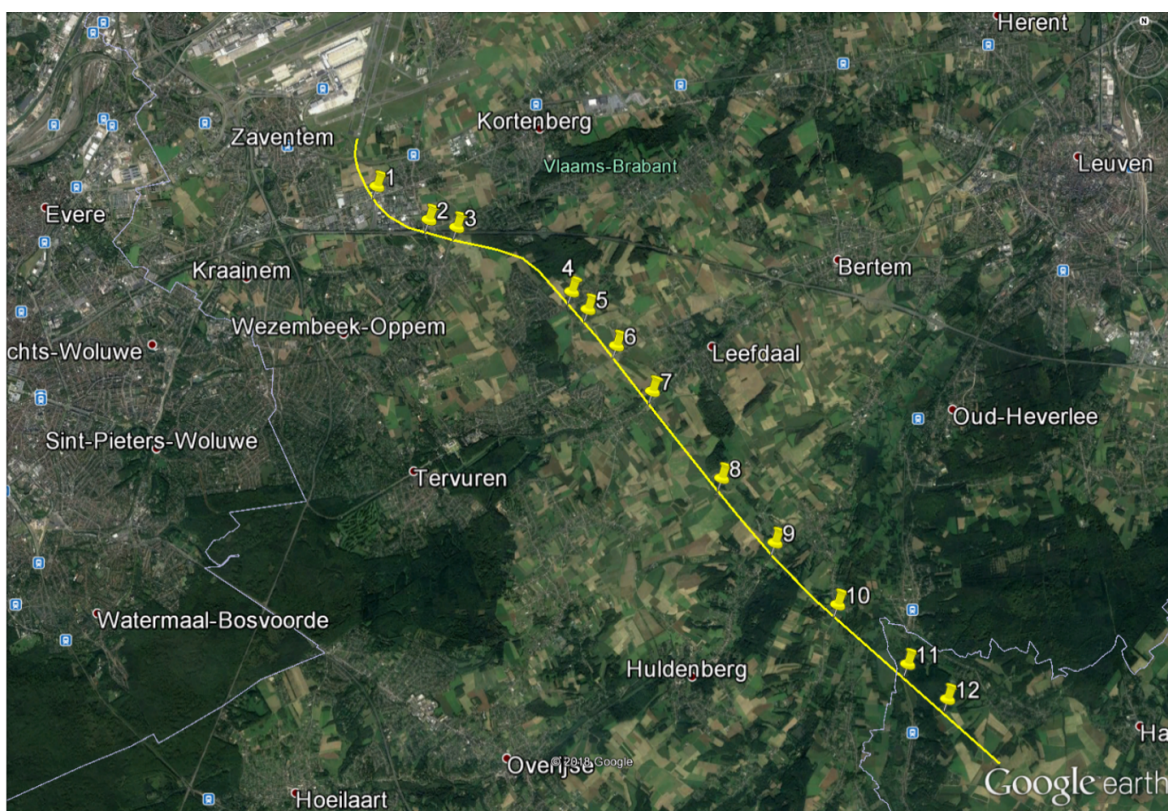 Herent
N
Kortenberg
Zaventem
Vlaams-Brabant
Leuven
1
Evere
2
3
Kraainem
Bertem
4
5
Wezembeek-Oppem
6
chts-Woluwe
Leefdaal
7
Oud-Heverlee
Sint-Pieters-Woluwe
Tervuren
8
9
10
Watermaal-Bosvoorde
11
Huldenberg
12
Ha
Overijse
© 2018 Google
Google earth
Hoeilaart